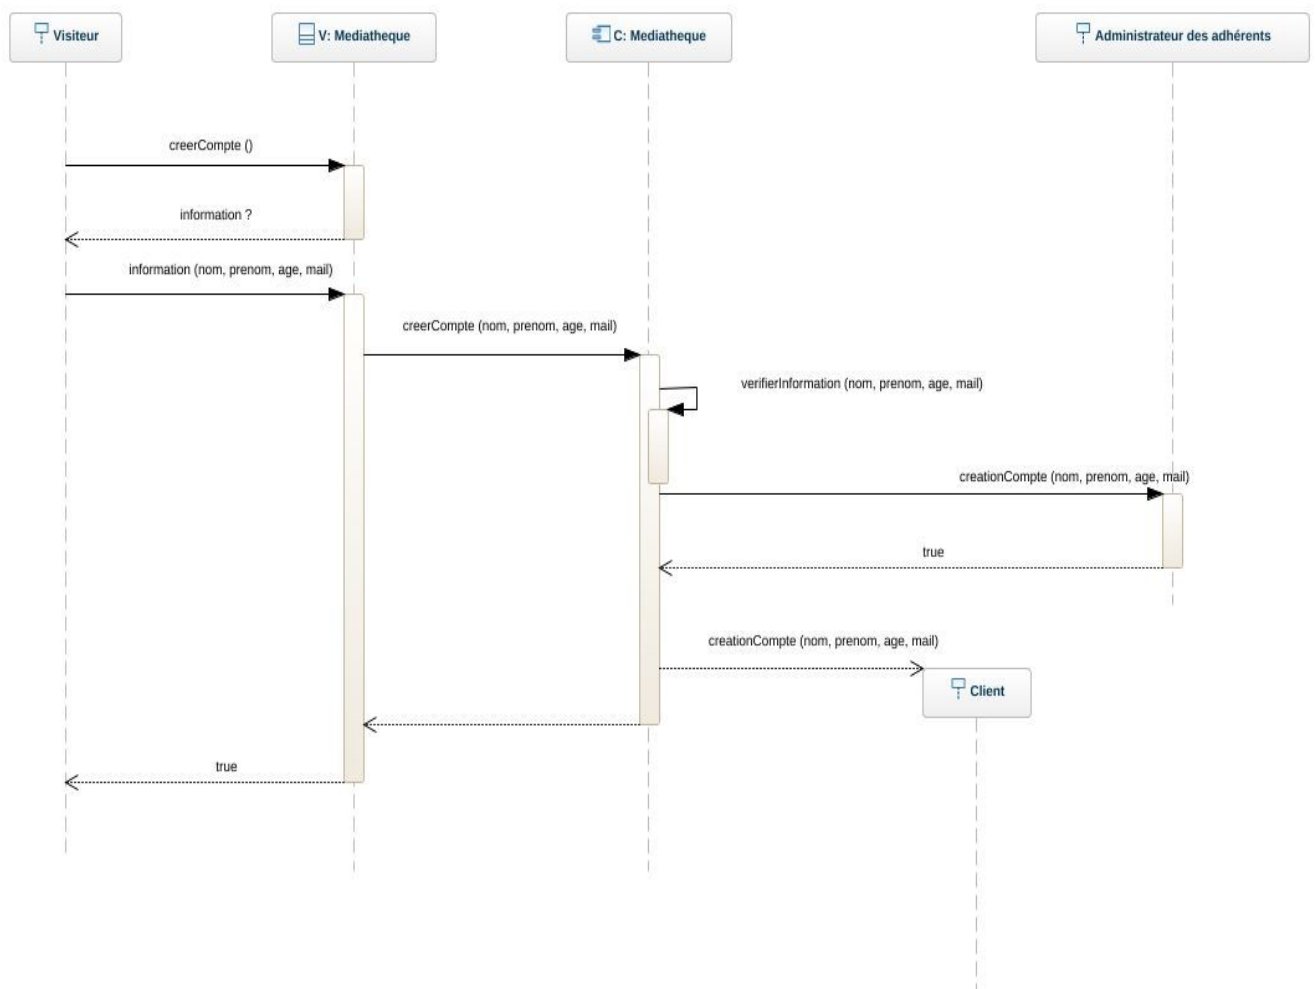 Visiteur
V: Mediatheque
C: Mediatheque
Administrateur des adhérents
creerCompte ()
information ?
information (nom, prenom, age, mail)
creerCompte (nom, prenom, age, mail)
verifierInformation (nom, prenom, age, mail)
creationCompte (nom, prenom, age, mail)
true
creationCompte (nom, prenom, age, mail)
Client
true